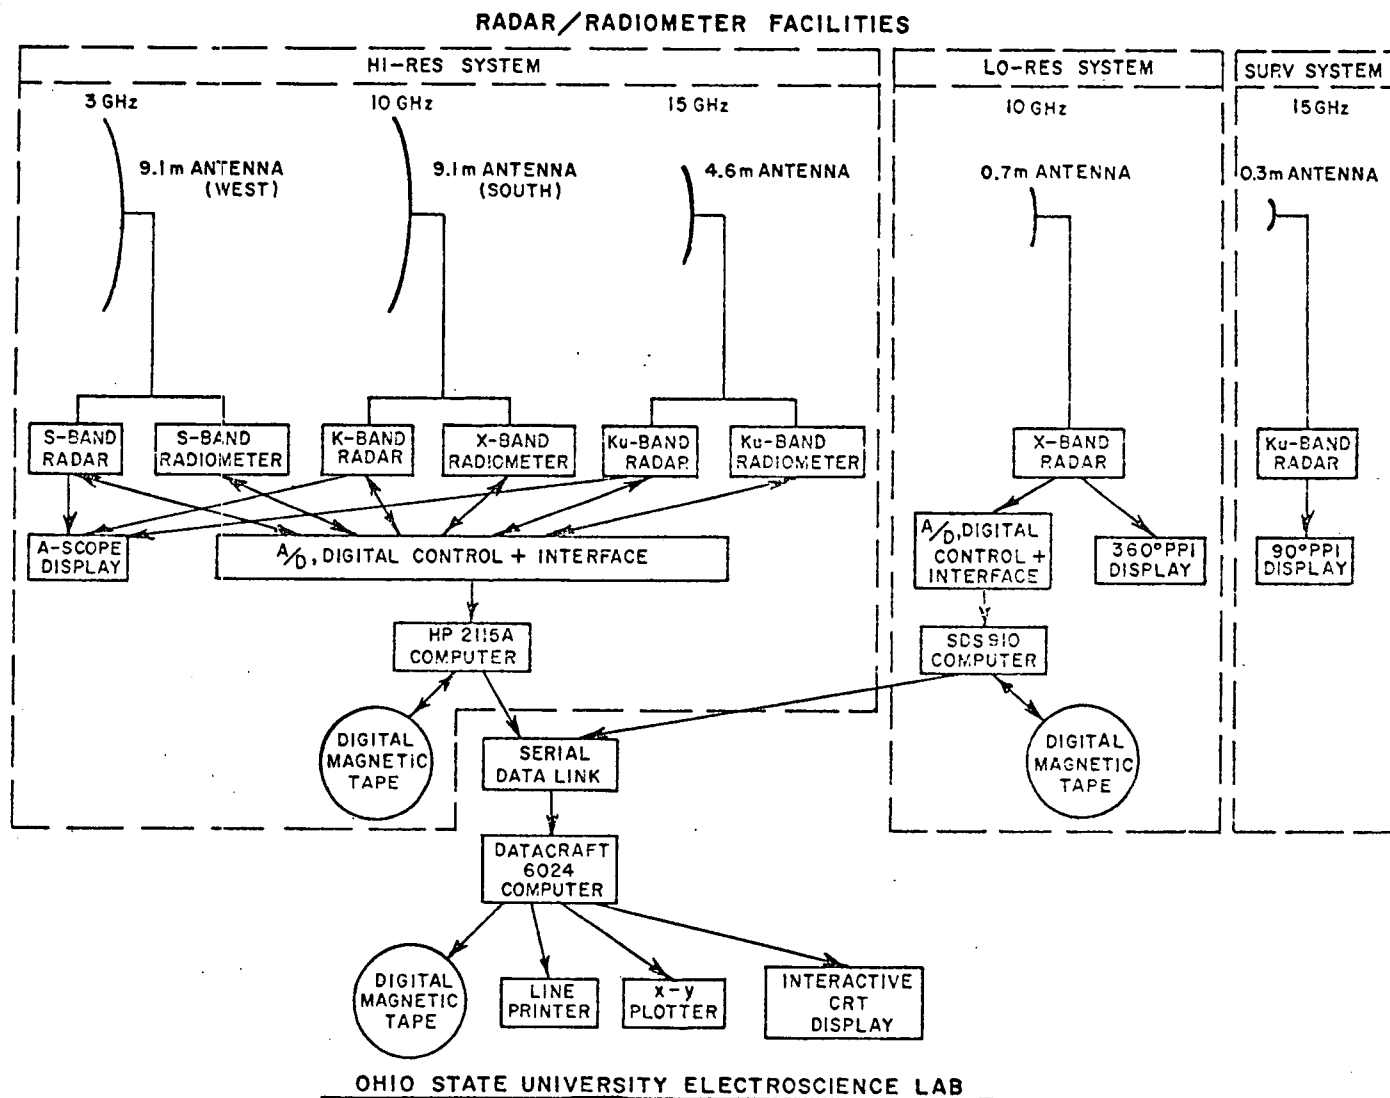 RADAR/RADIOMETER FACILITIES
HI-RES SYSTEM
LO-RES SYSTEM
SURV SYSTEM
3 GHz
10 GHz
15 GHz
10 GHz
15 GHz
9.1m ANTENNA
(WEST)
9.1m ANTENNA
(SOUTH)
4.6m ANTENNA
0.7m ANTENNA
0.3m ANTENNA
S-BAND
RADAR
S-BAND
RADIOMETER
K-BAND
RADAR
X-BAND
RADIOMETER
Ku-BAND
RADAR
Ku-BAND
RADIOMETER
X-BAND
RADAR
Ku-BAND
RADAR
A-SCOPE
DISPLAY
A/D, DIGITAL CONTROL + INTERFACE
A/D, DIGITAL
CONTROL +
INTERFACE
360° PPI
DISPLAY
90° PPI
DISPLAY
HP 2115A
COMPUTER
SDS 910
COMPUTER
DIGITAL
MAGNETIC
TAPE
SERIAL
DATA LINK
DIGITAL
MAGNETIC
TAPE
DATACRAFT
6024
COMPUTER
DIGITAL
MAGNETIC
TAPE
LINE
PRINTER
x-y
PLOTTER
INTERACTIVE
CRT
DISPLAY
OHIO STATE UNIVERSITY ELECTROSCIENCE LAB